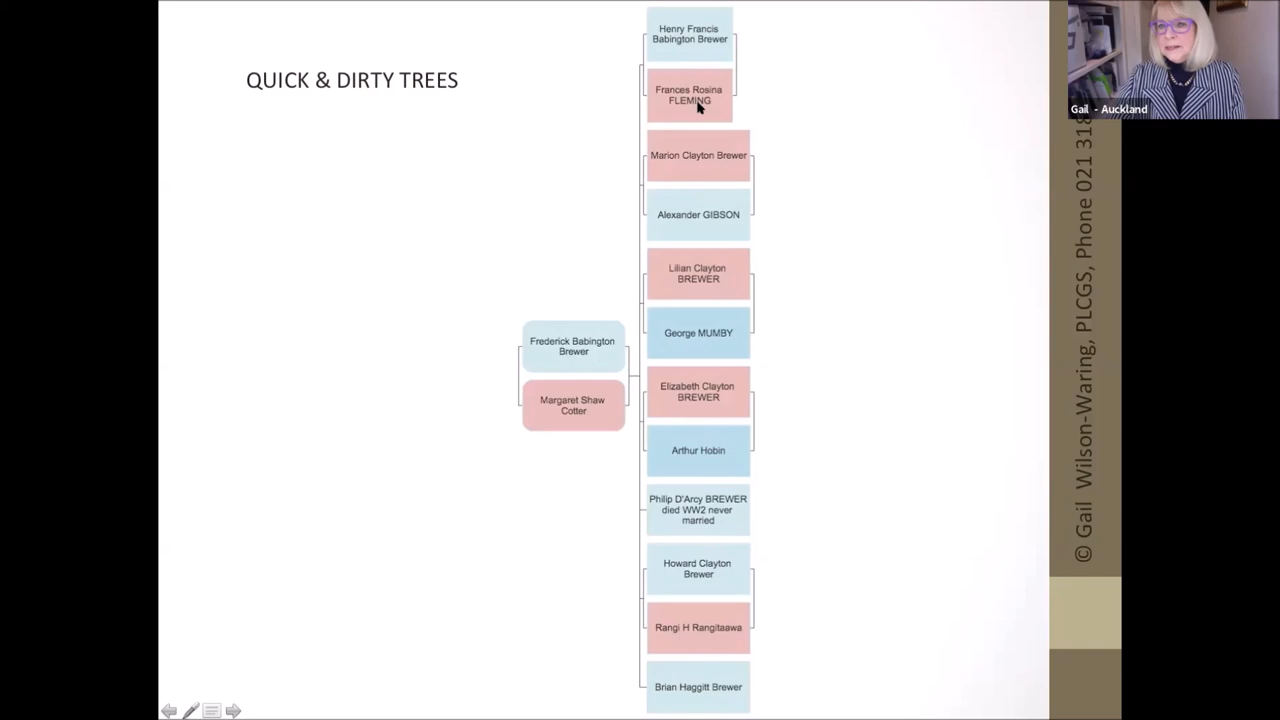 QUICK & DIRTY TREES
Henry Francis
Babington Brewer
Frances Rosina
FLEMING
Marion Clayton Brewer
Alexander GIBSON
Lilian Clayton
BREWER
George MUMBY
Frederick Babington
Brewer
Margaret Shaw
Cotter
Elizabeth Clayton
BREWER
Arthur Hobin
Philip D'Arcy BREWER
died WW2 never
married
Howard Clayton
Brewer
Rangi H Rangitaawa
Brian Haggitt Brewer
© Gail Wilson-Waring, PLCGS, Phone 021 318
Gail - Auckland